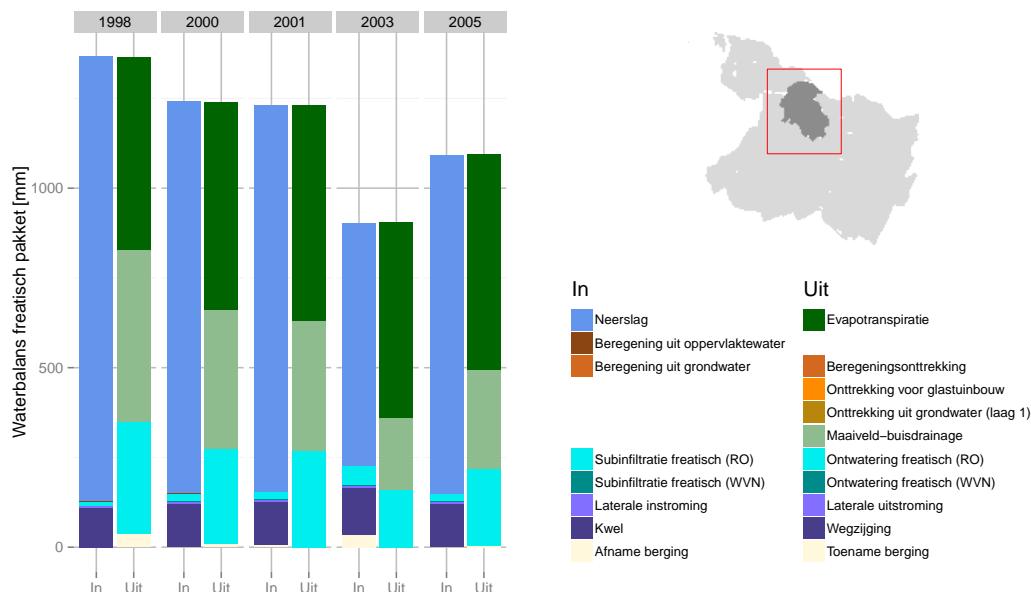 1998 2000 2001 2003 2005
Waterbalans freatisch pakket [mm]
1000
500
0
In Uit In Uit In Uit In Uit In Uit
In
Neerslag
Beregening uit oppervlaktewater
Beregening uit grondwater
Subinfiltratie freatisch (RO)
Subinfiltratie freatisch (WVN)
Laterale instroming
Kwel
Afname berging
Uit
Evapotranspiratie
Beregeningsonttrekking
Onttrekking voor glastuinbouw
Onttrekking uit grondwater (laag 1)
Maaiveld−buisdrainage
Ontwatering freatisch (RO)
Ontwatering freatisch (WVN)
Laterale uitstroming
Wegzijging
Toename berging